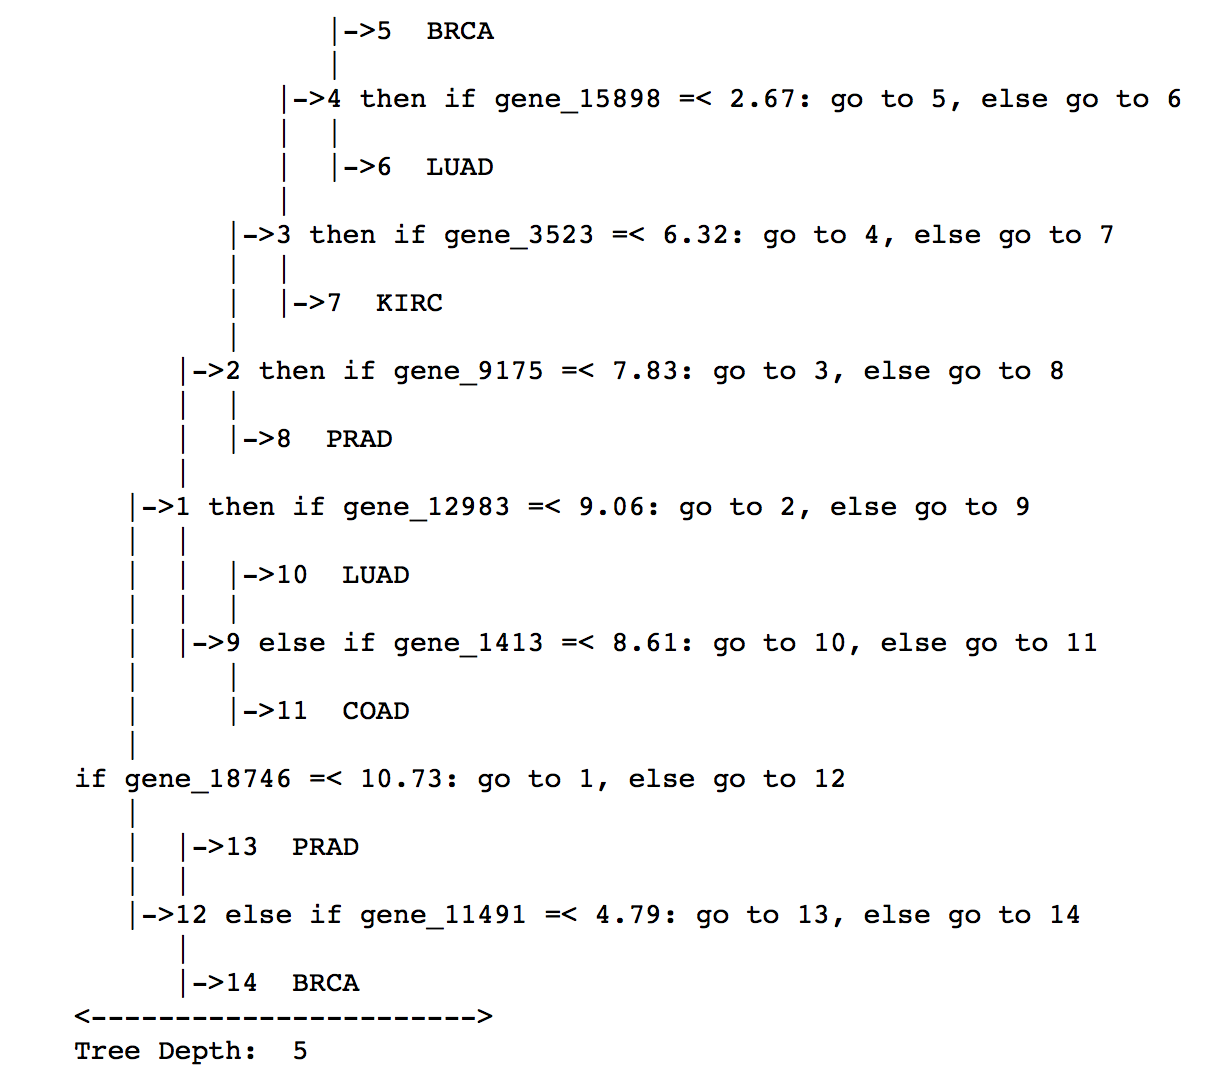 |->5  BRCA
|
|->4 then if gene_15898 =< 2.67: go to 5, else go to 6
|  |
|  |->6  LUAD
|
|->3 then if gene_3523 =< 6.32: go to 4, else go to 7
|  |
|  |->7  KIRC
|
|->2 then if gene_9175 =< 7.83: go to 3, else go to 8
|  |
|  |->8  PRAD
|
|->1 then if gene_12983 =< 9.06: go to 2, else go to 9
|  |
|  |  |->10  LUAD
|  |  |
|  |->9 else if gene_1413 =< 8.61: go to 10, else go to 11
|     |
|     |->11  COAD
|
if gene_18746 =< 10.73: go to 1, else go to 12
|
|  |->13  PRAD
|  |
|->12 else if gene_11491 =< 4.79: go to 13, else go to 14
   |
   |->14  BRCA
<----------------------->
Tree Depth:  5